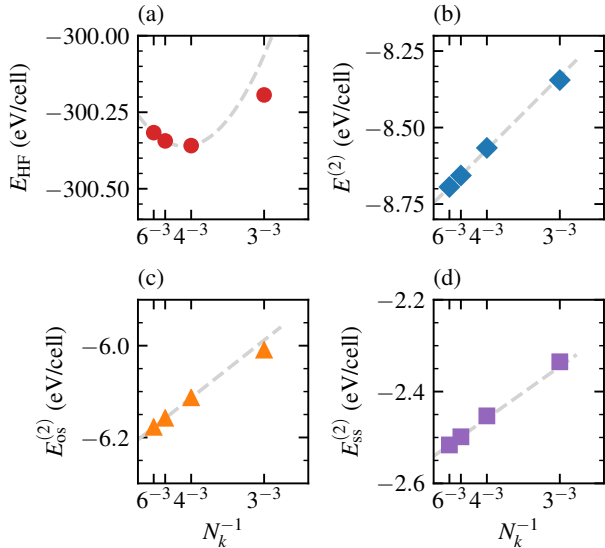 (a)
(b)
−300.00
−300.25
−300.50
E_HF (eV/cell)
6⁻³ 4⁻³ 3⁻³
−8.25
−8.50
−8.75
E⁽²⁾ (eV/cell)
6⁻³ 4⁻³ 3⁻³
(c)
(d)
−6.0
−6.2
E_os⁽²⁾ (eV/cell)
6⁻³ 4⁻³ 3⁻³
N_k⁻¹
−2.2
−2.4
−2.6
E_ss⁽²⁾ (eV/cell)
6⁻³ 4⁻³ 3⁻³
N_k⁻¹